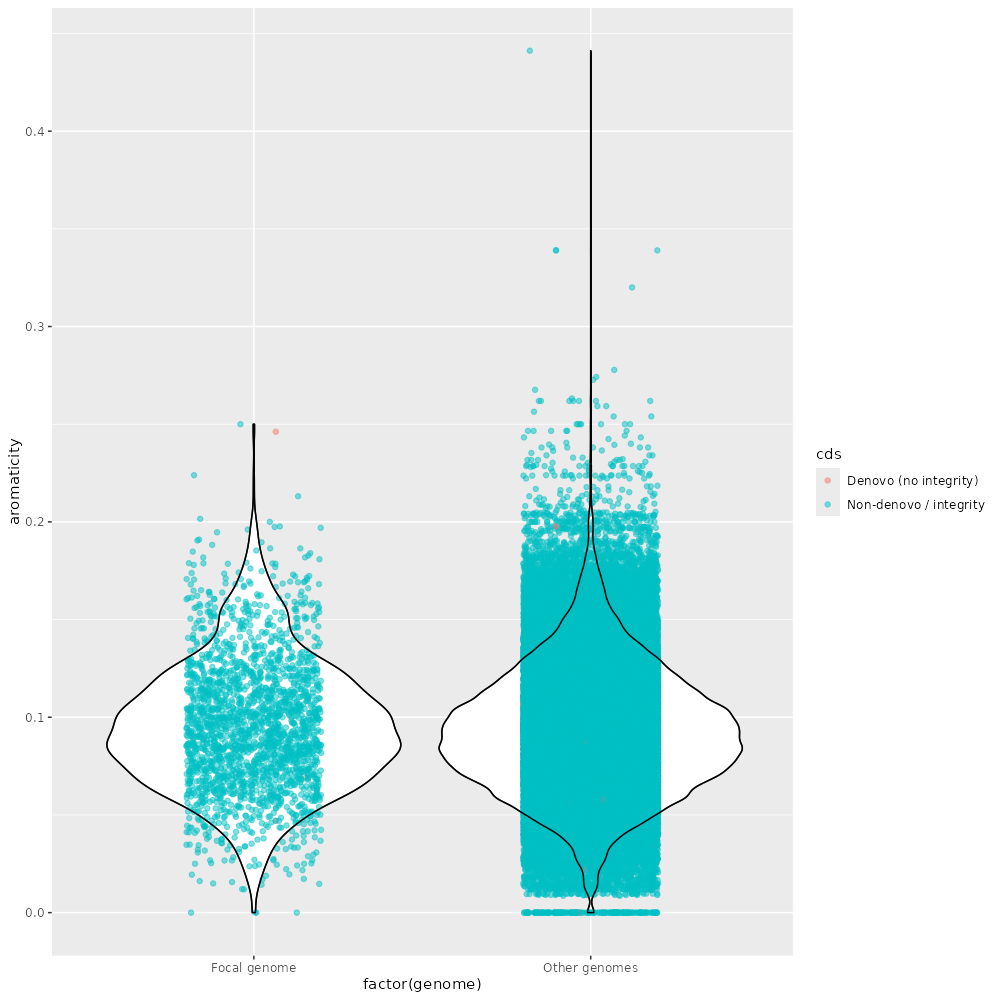 0.4
0.3
0.2
0.1
0.0
aromaticity
Focal genome
Other genomes
factor(genome)
cds
Denovo (no integrity)
Non-denovo / integrity